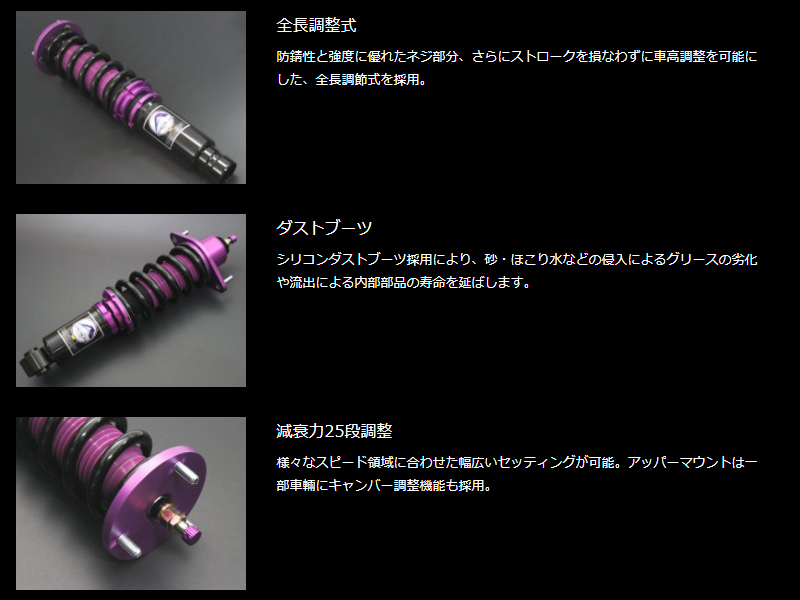 全長調整式
防錆性と強度に優れたネジ部分、さらにストロークを損なわずに車高調整を可能に
した、全長調節式を採用。
ダストブーツ
シリコンダストブーツ採用により、砂・ほこり水などの侵入によるグリースの劣化
や流出による内部部品の寿命を延ばします。
減衰力25段調整
様々なスピード領域に合わせた幅広いセッティングが可能。アッパーマウントは一
部車輛にキャンバー調整機能も採用。